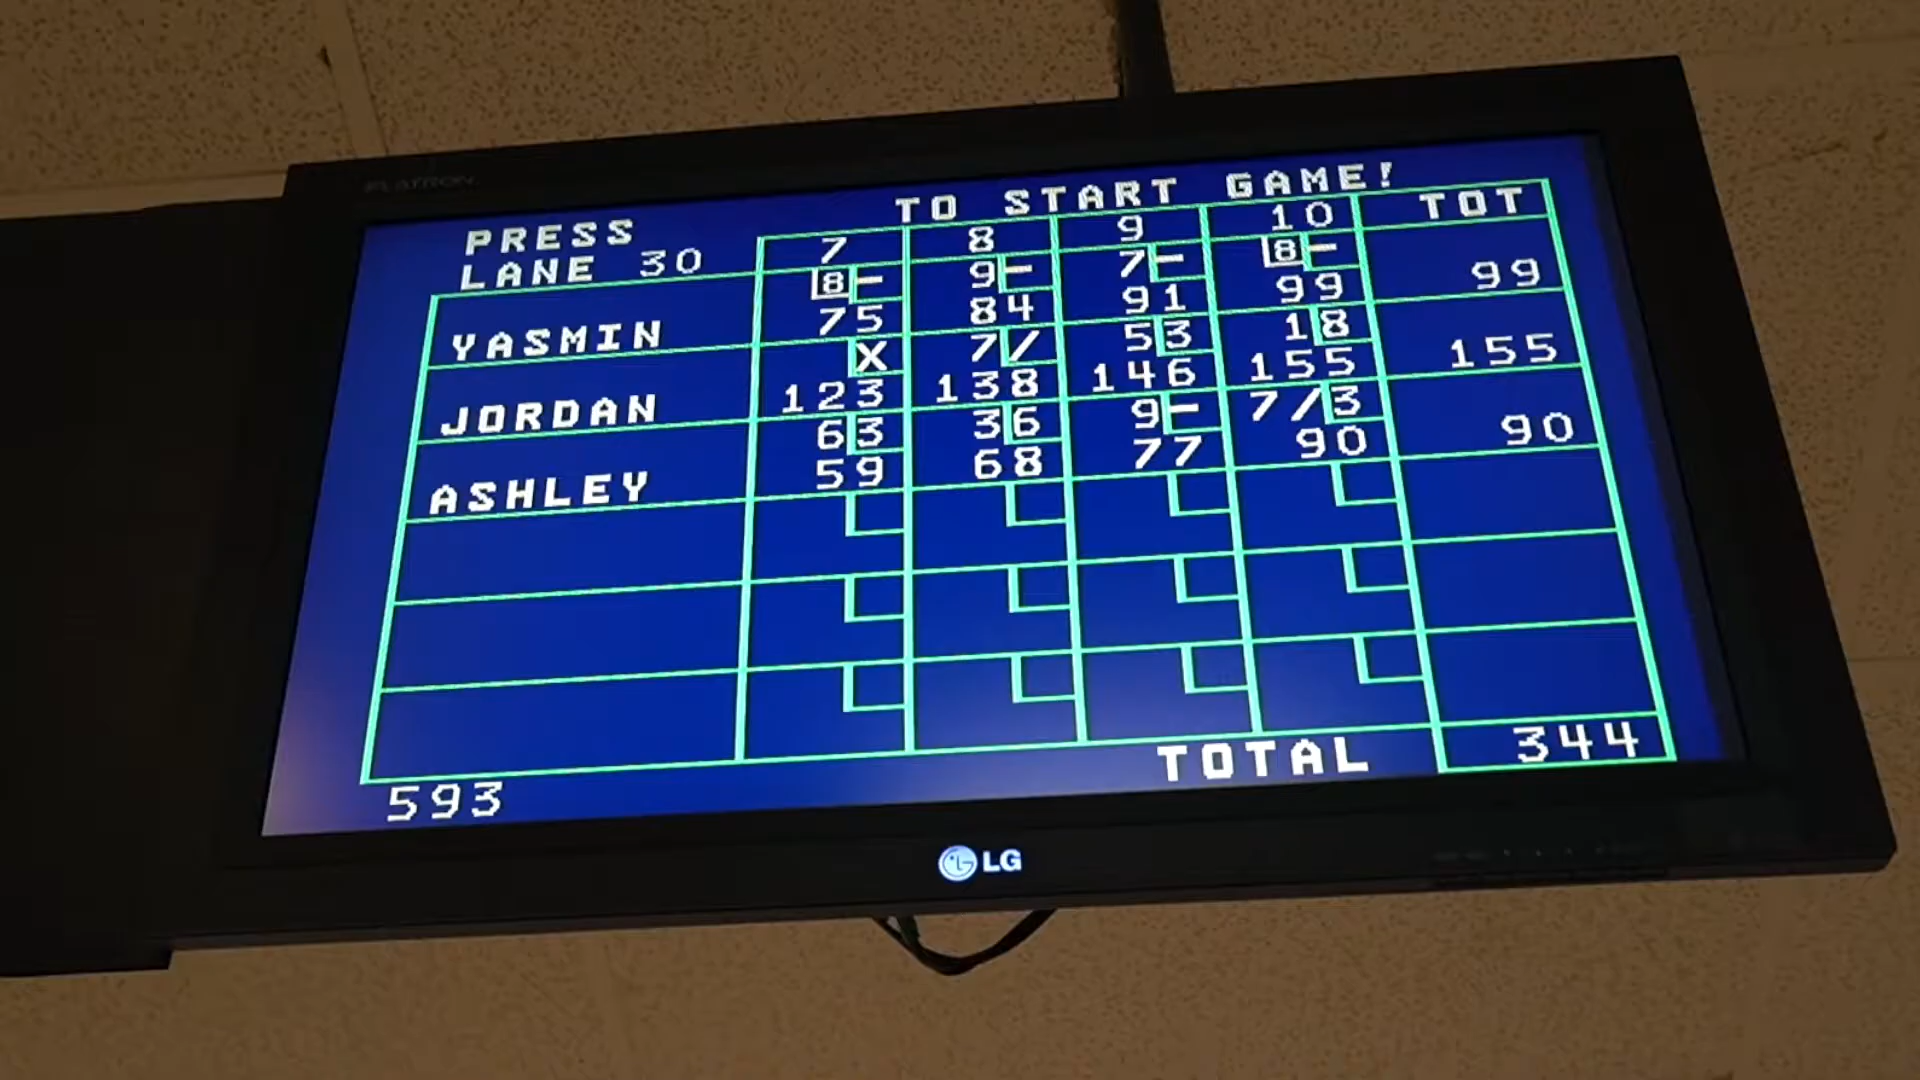 FLATRON
PRESS TO START GAME!
LANE 30 7 8 9 10 TOT
8- 9- 7- 8-
YASMIN 75 84 91 99 99
X 7/ 53 18
JORDAN 123 138 146 155 155
63 36 9- 7/3
ASHLEY 59 68 77 90 90
TOTAL 344
593
LG